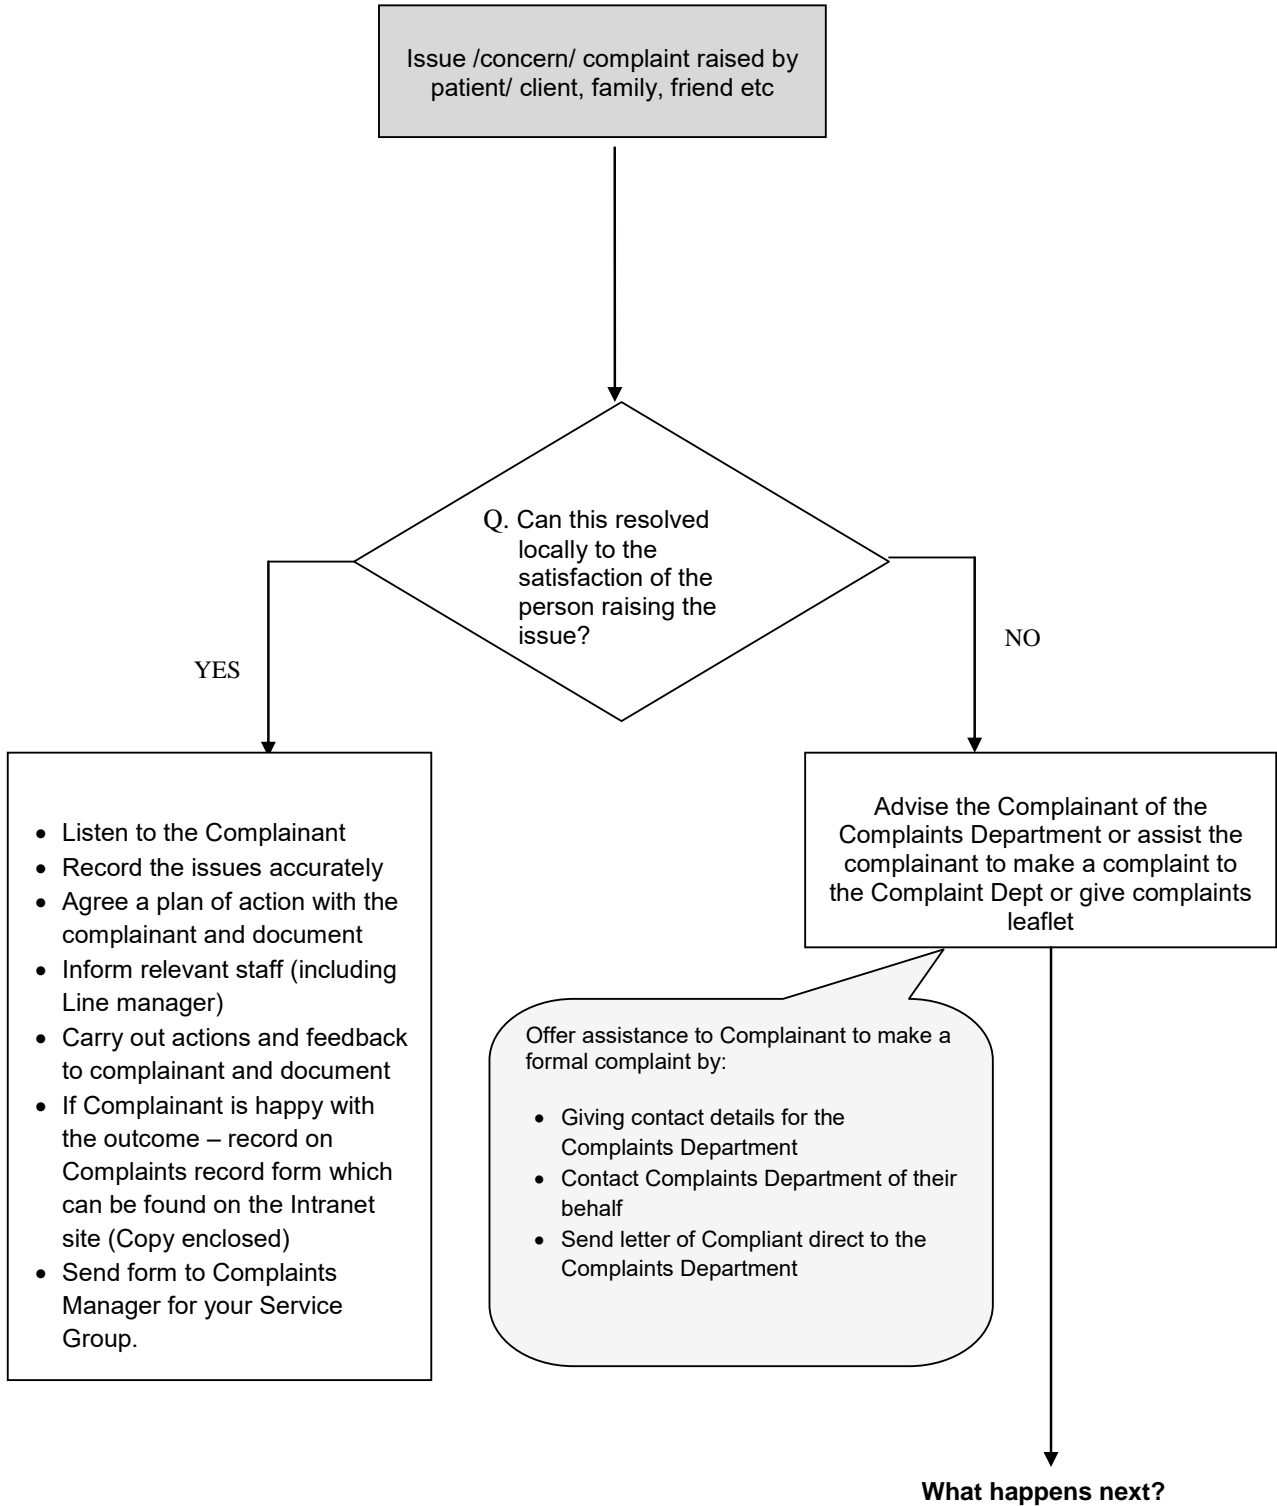 Issue /concern/ complaint raised by
patient/ client, family, friend etc
Q. Can this resolved
locally to the
satisfaction of the
person raising the
issue?
YES
NO
• Listen to the Complainant
• Record the issues accurately
• Agree a plan of action with the
complainant and document
• Inform relevant staff (including
Line manager)
• Carry out actions and feedback
to complainant and document
• If Complainant is happy with
the outcome – record on
Complaints record form which
can be found on the Intranet
site (Copy enclosed)
• Send form to Complaints
Manager for your Service
Group.
Advise the Complainant of the
Complaints Department or assist the
complainant to make a complaint to
the Complaint Dept or give complaints
leaflet
Offer assistance to Complainant to make a
formal complaint by:
• Giving contact details for the
Complaints Department
• Contact Complaints Department of their
behalf
• Send letter of Compliant direct to the
Complaints Department
What happens next?